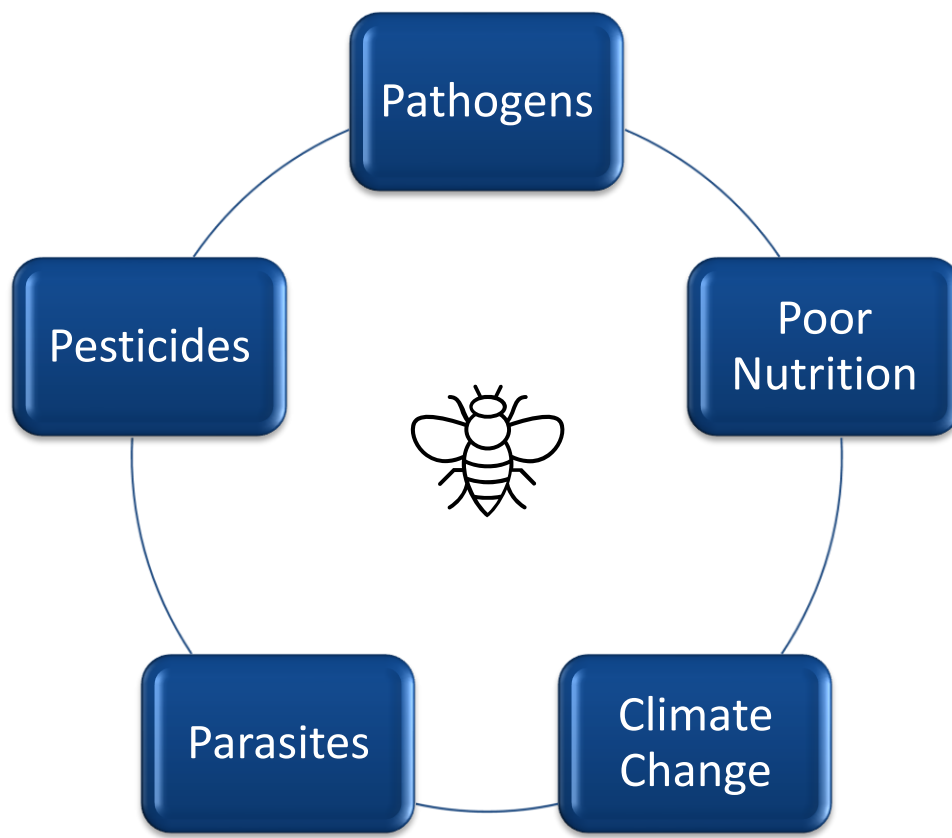 Pathogens
Poor
Nutrition
Climate
Change
Parasites
Pesticides